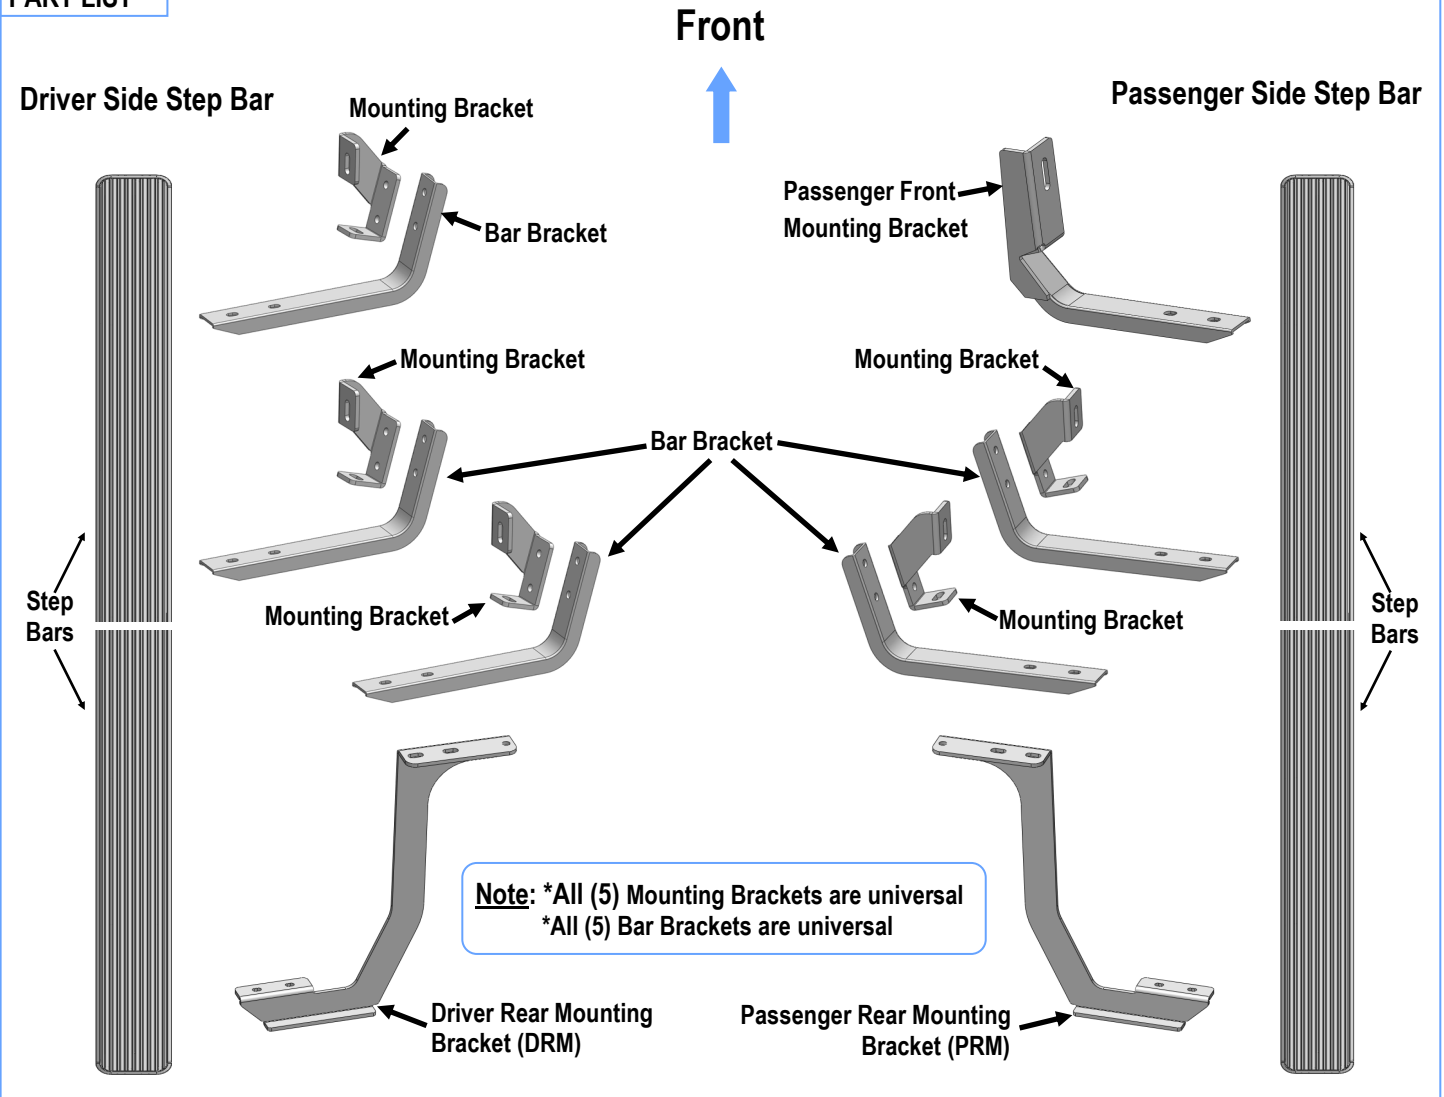 PART LIST
Front
Driver Side Step Bar
Passenger Side Step Bar
Mounting Bracket
Bar Bracket
Passenger Front
Mounting Bracket
Mounting Bracket
Mounting Bracket
Bar Bracket
Mounting Bracket
Mounting Bracket
Step
Bars
Step
Bars
Note: *All (5) Mounting Brackets are universal
*All (5) Bar Brackets are universal
Driver Rear Mounting
Bracket (DRM)
Passenger Rear Mounting
Bracket (PRM)